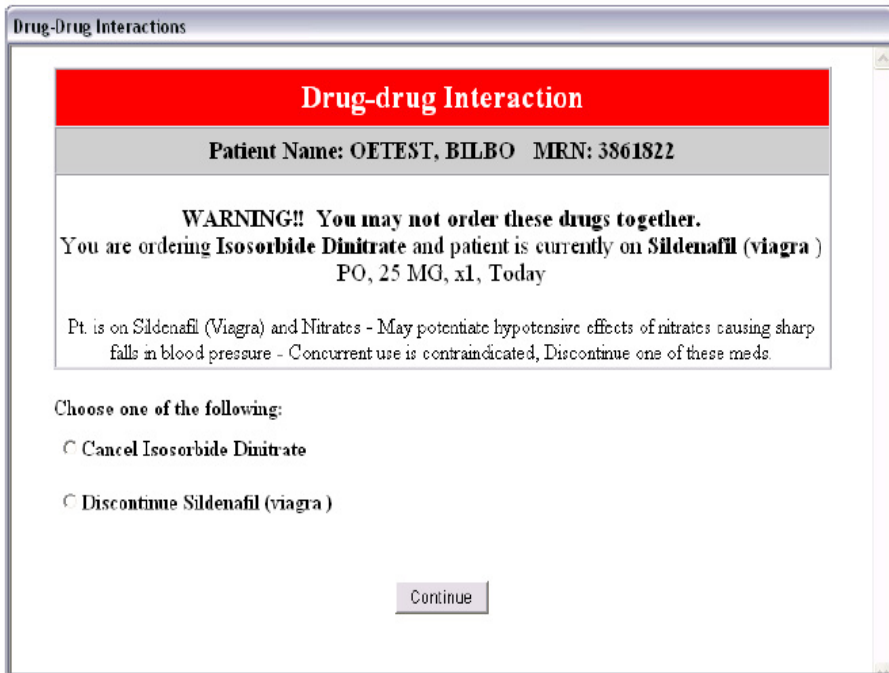 Drug-Drug Interactions
Drug-drug Interaction
Patient Name: OETEST, BILBO MRN: 3861822
WARNING!! You may not order these drugs together.
You are ordering Isosorbide Dinitrate and patient is currently on Sildenafil (viagra )
PO, 25 MG, x1, Today
Pt. is on Sildenafil (Viagra) and Nitrates - May potentiate hypotensive effects of nitrates causing sharp
falls in blood pressure - Concurrent use is contraindicated, Discontinue one of these meds.
Choose one of the following:
Cancel Isosorbide Dinitrate
Discontinue Sildenafil (viagra )
Continue